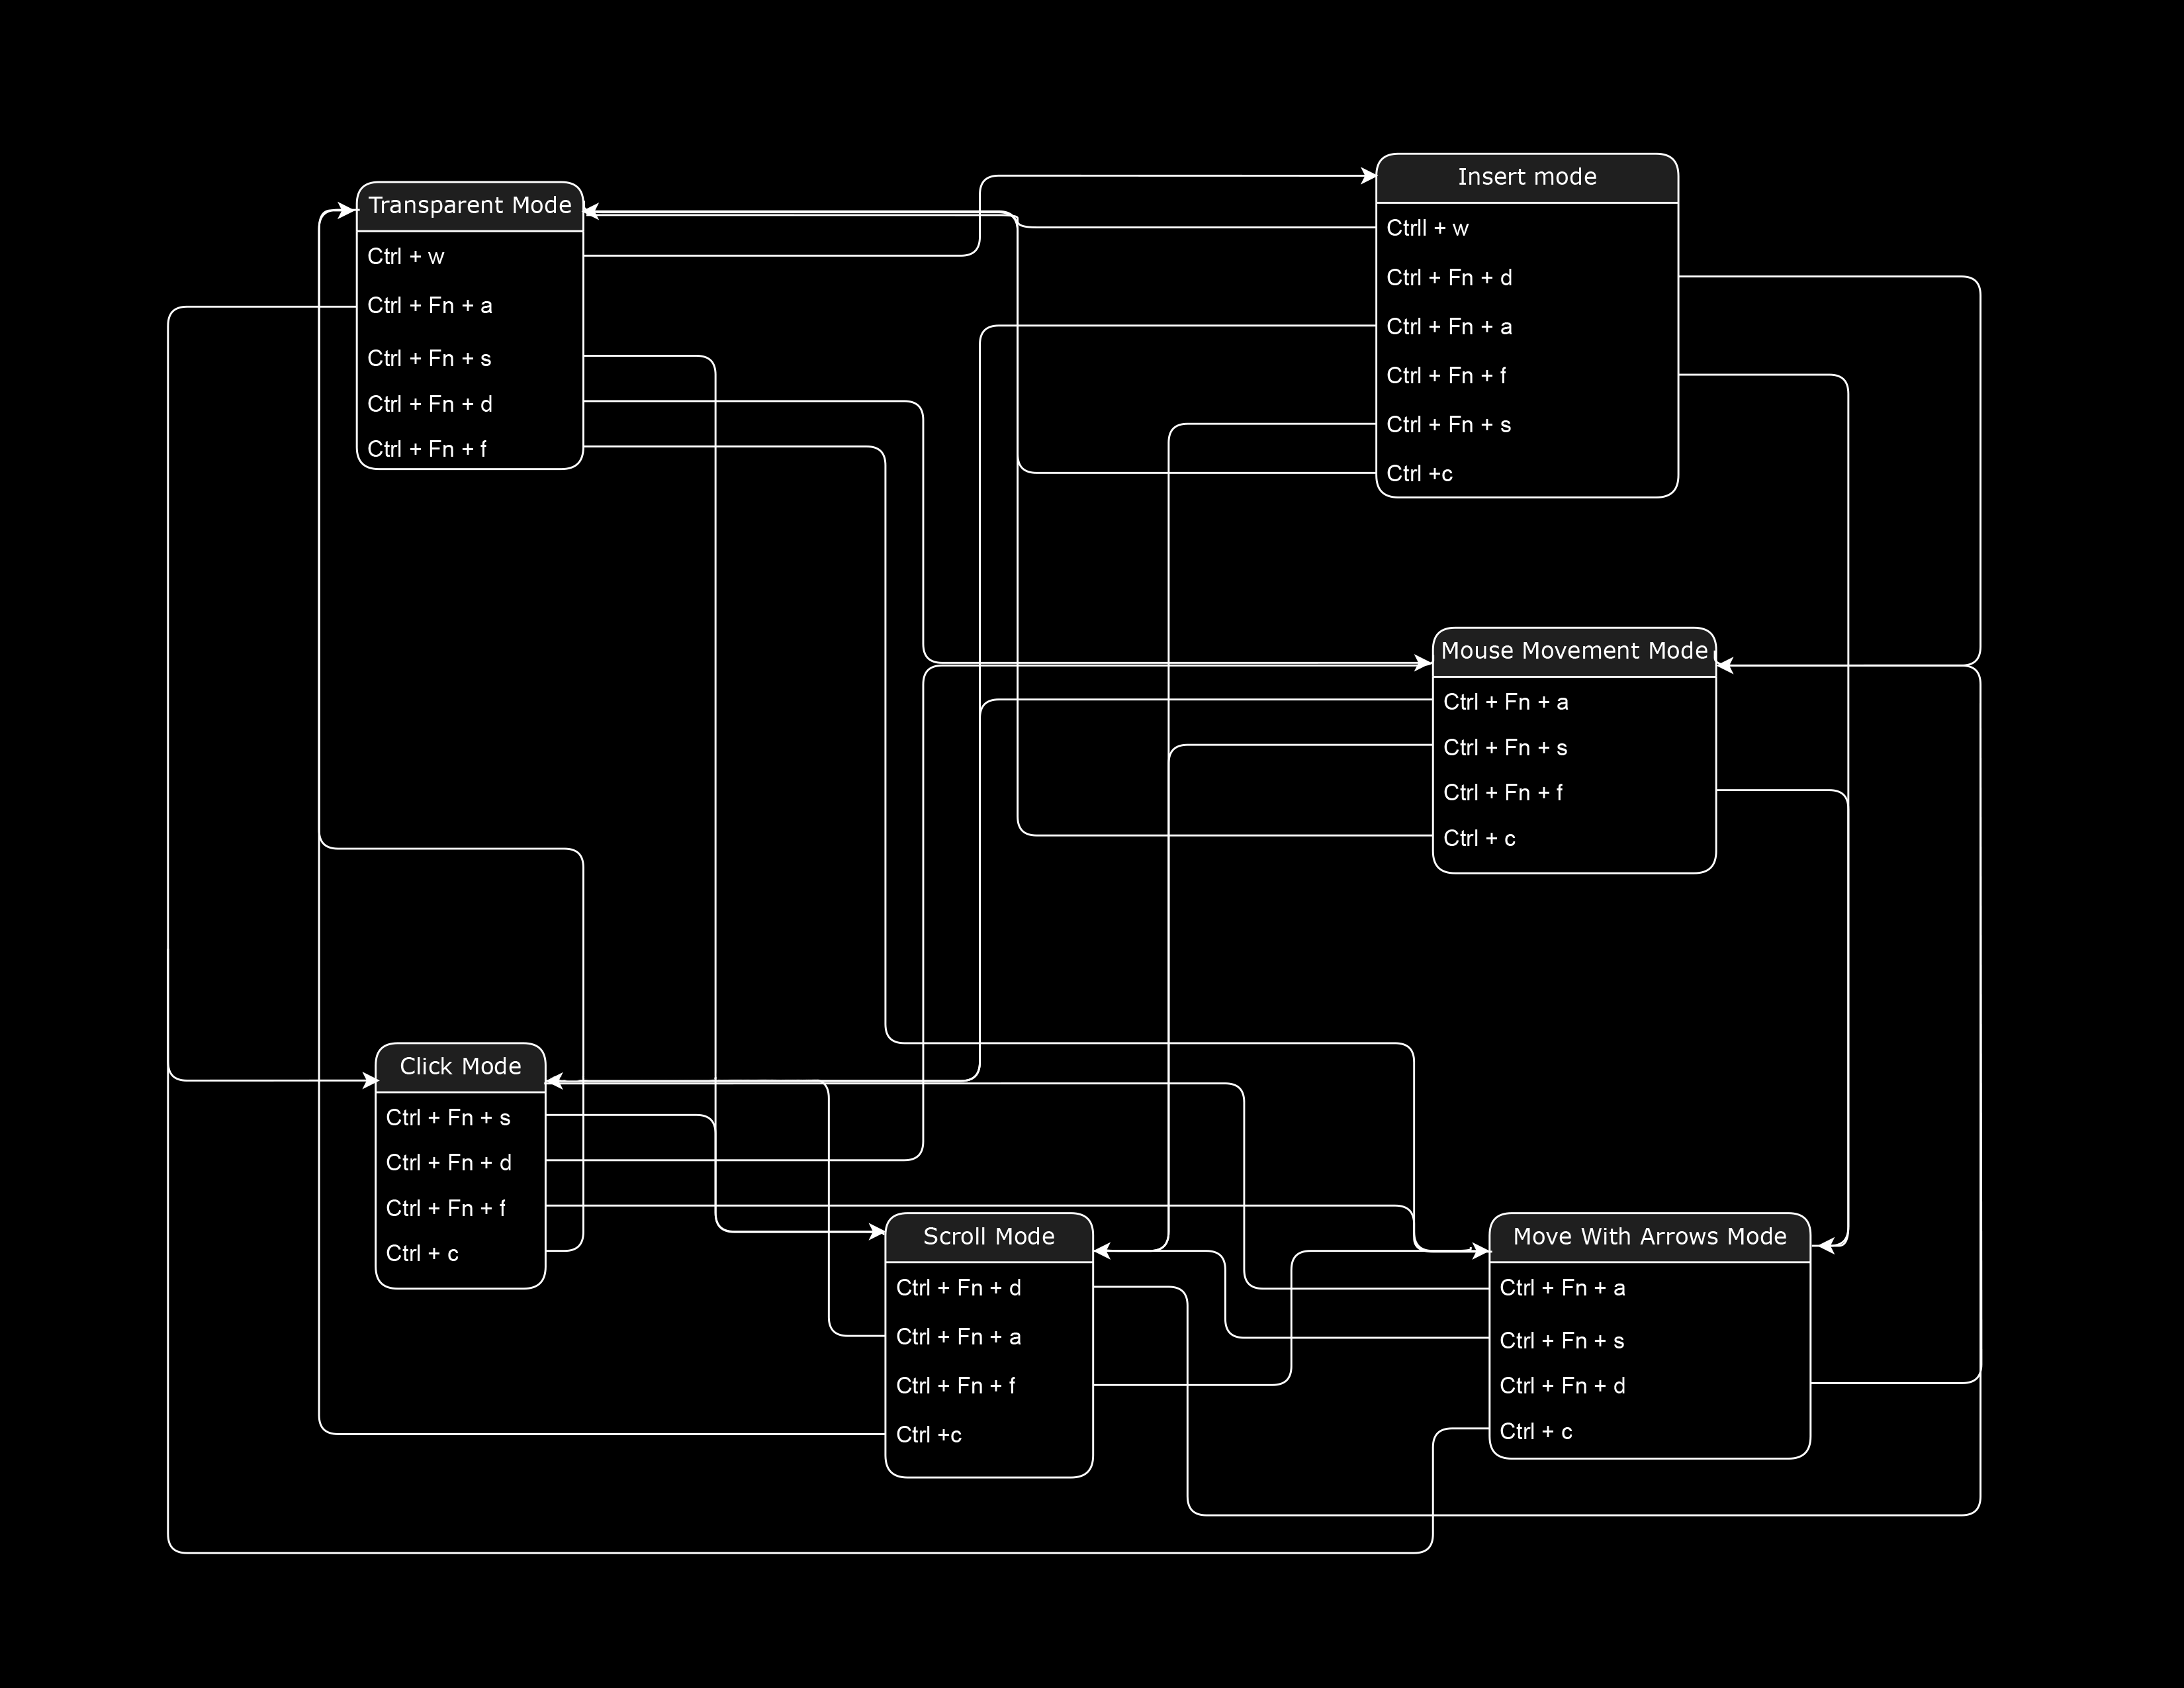 Transparent Mode
Ctrl + w
Ctrl + Fn + a
Ctrl + Fn + s
Ctrl + Fn + d
Ctrl + Fn + f
Insert mode
Ctrll + w
Ctrl + Fn + d
Ctrl + Fn + a
Ctrl + Fn + f
Ctrl + Fn + s
Ctrl +c
Mouse Movement Mode
Ctrl + Fn + a
Ctrl + Fn + s
Ctrl + Fn + f
Ctrl + c
Click Mode
Ctrl + Fn + s
Ctrl + Fn + d
Ctrl + Fn + f
Ctrl + c
Scroll Mode
Ctrl + Fn + d
Ctrl + Fn + a
Ctrl + Fn + f
Ctrl +c
Move With Arrows Mode
Ctrl + Fn + a
Ctrl + Fn + s
Ctrl + Fn + d
Ctrl + c